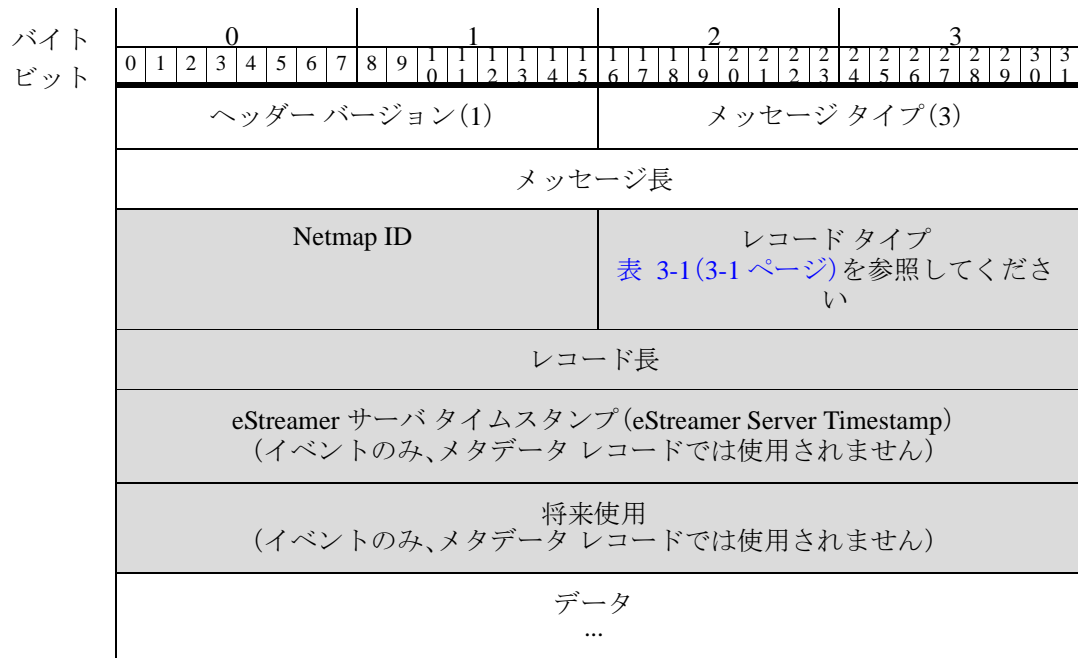 バイト 0 1 2 3
ビット 0 1 2 3 4 5 6 7 8 9 10 11 12 13 14 15 16 17 18 19 20 21 22 23 24 25 26 27 28 29 30 31
ヘッダー バージョン(1) メッセージ タイプ(3)
メッセージ長
Netmap ID レコード タイプ
表 3-1(3-1 ページ)を参照してくださ
い
レコード長
eStreamer サーバ タイムスタンプ(eStreamer Server Timestamp)
(イベントのみ、メタデータ レコードでは使用されません)
将来使用
(イベントのみ、メタデータ レコードでは使用されません)
データ
...